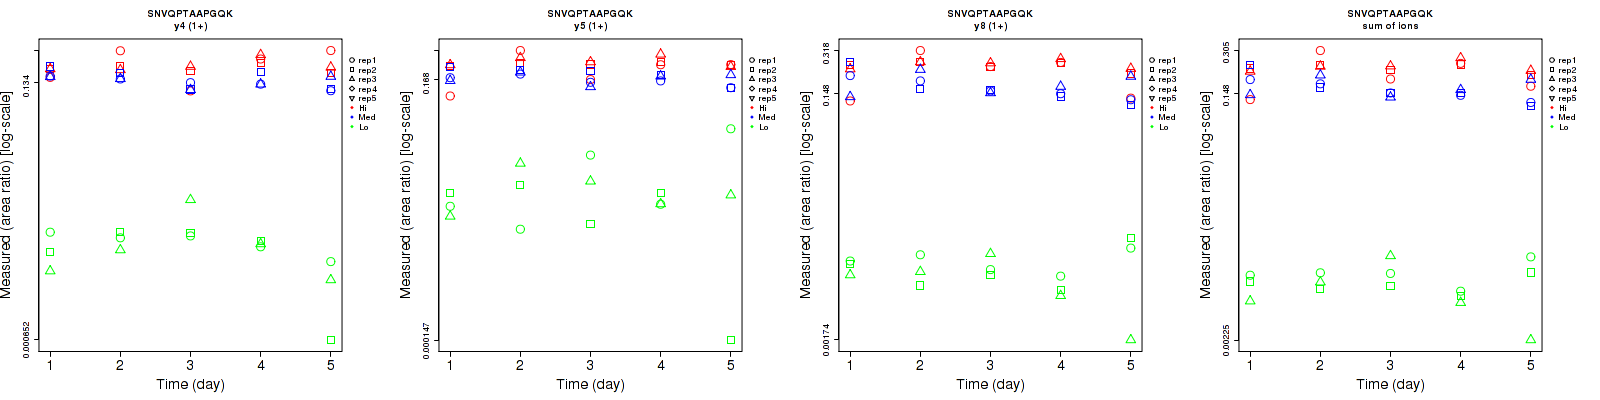 SNVQPTAAPGQK
y4 (1+)
Measured (area ratio) [log-scale]
0.134
0.000652
1 2 3 4 5
Time (day)
rep1
rep2
rep3
rep4
rep5
Hi
Med
Lo
SNVQPTAAPGQK
y5 (1+)
Measured (area ratio) [log-scale]
0.168
0.000147
1 2 3 4 5
Time (day)
rep1
rep2
rep3
rep4
rep5
Hi
Med
Lo
SNVQPTAAPGQK
y8 (1+)
Measured (area ratio) [log-scale]
0.318
0.148
0.00174
1 2 3 4 5
Time (day)
rep1
rep2
rep3
rep4
rep5
Hi
Med
Lo
SNVQPTAAPGQK
sum of ions
Measured (area ratio) [log-scale]
0.305
0.148
0.00225
1 2 3 4 5
Time (day)
rep1
rep2
rep3
rep4
rep5
Hi
Med
Lo